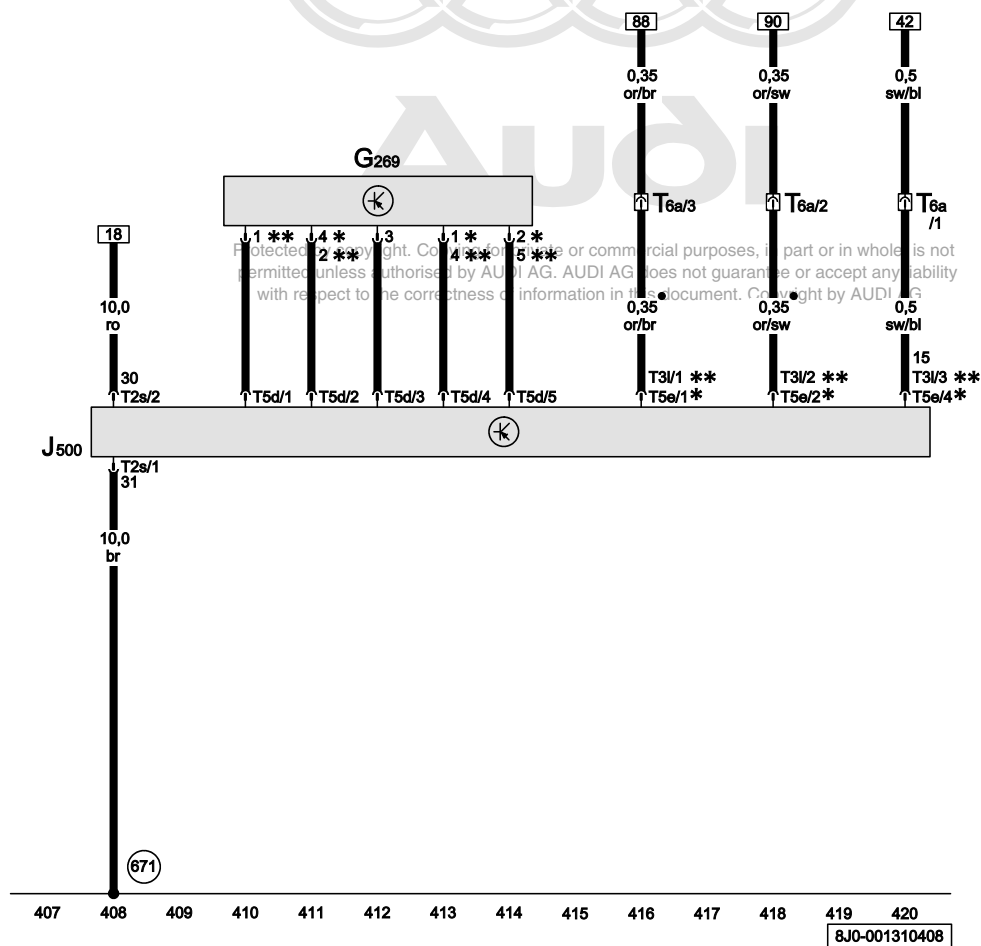 88 90 42
0,35 0,35 0,5
or/br or/sw sw/bl
Audi
G269
T6a/3 T6a/2 T6a
/1
18
1 ** 4 * 3 1 * 2 *
2 ** 4 ** 5 **
Protected by copyright. Copying for private or commercial purposes, in part or in whole, is not
permitted unless authorised by AUDI AG. AUDI AG does not guarantee or accept any liability
with respect to the correctness of information in this document. Copyright by AUDI AG.
10,0 0,35 0,35 0,5
ro or/br or/sw sw/bl
15
30 T3l/1 ** T3l/2 ** T3l/3 **
T2s/2 T5d/1 T5d/2 T5d/3 T5d/4 T5d/5 T5e/1* T5e/2* T5e/4*
J500
T2s/1
31
10,0
br
671
407 408 409 410 411 412 413 414 415 416 417 418 419 420
8J0-001310408